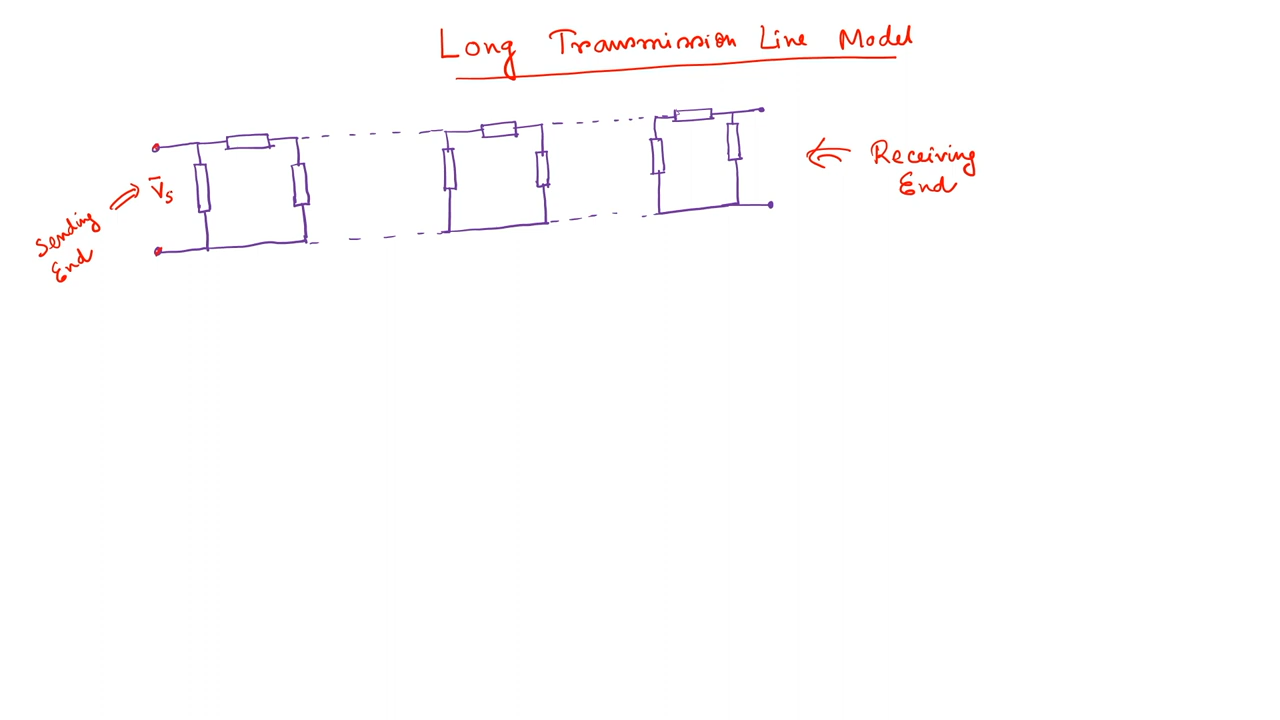 Long Transmission Line Model
V̄s
Sending
End
Receiving
End